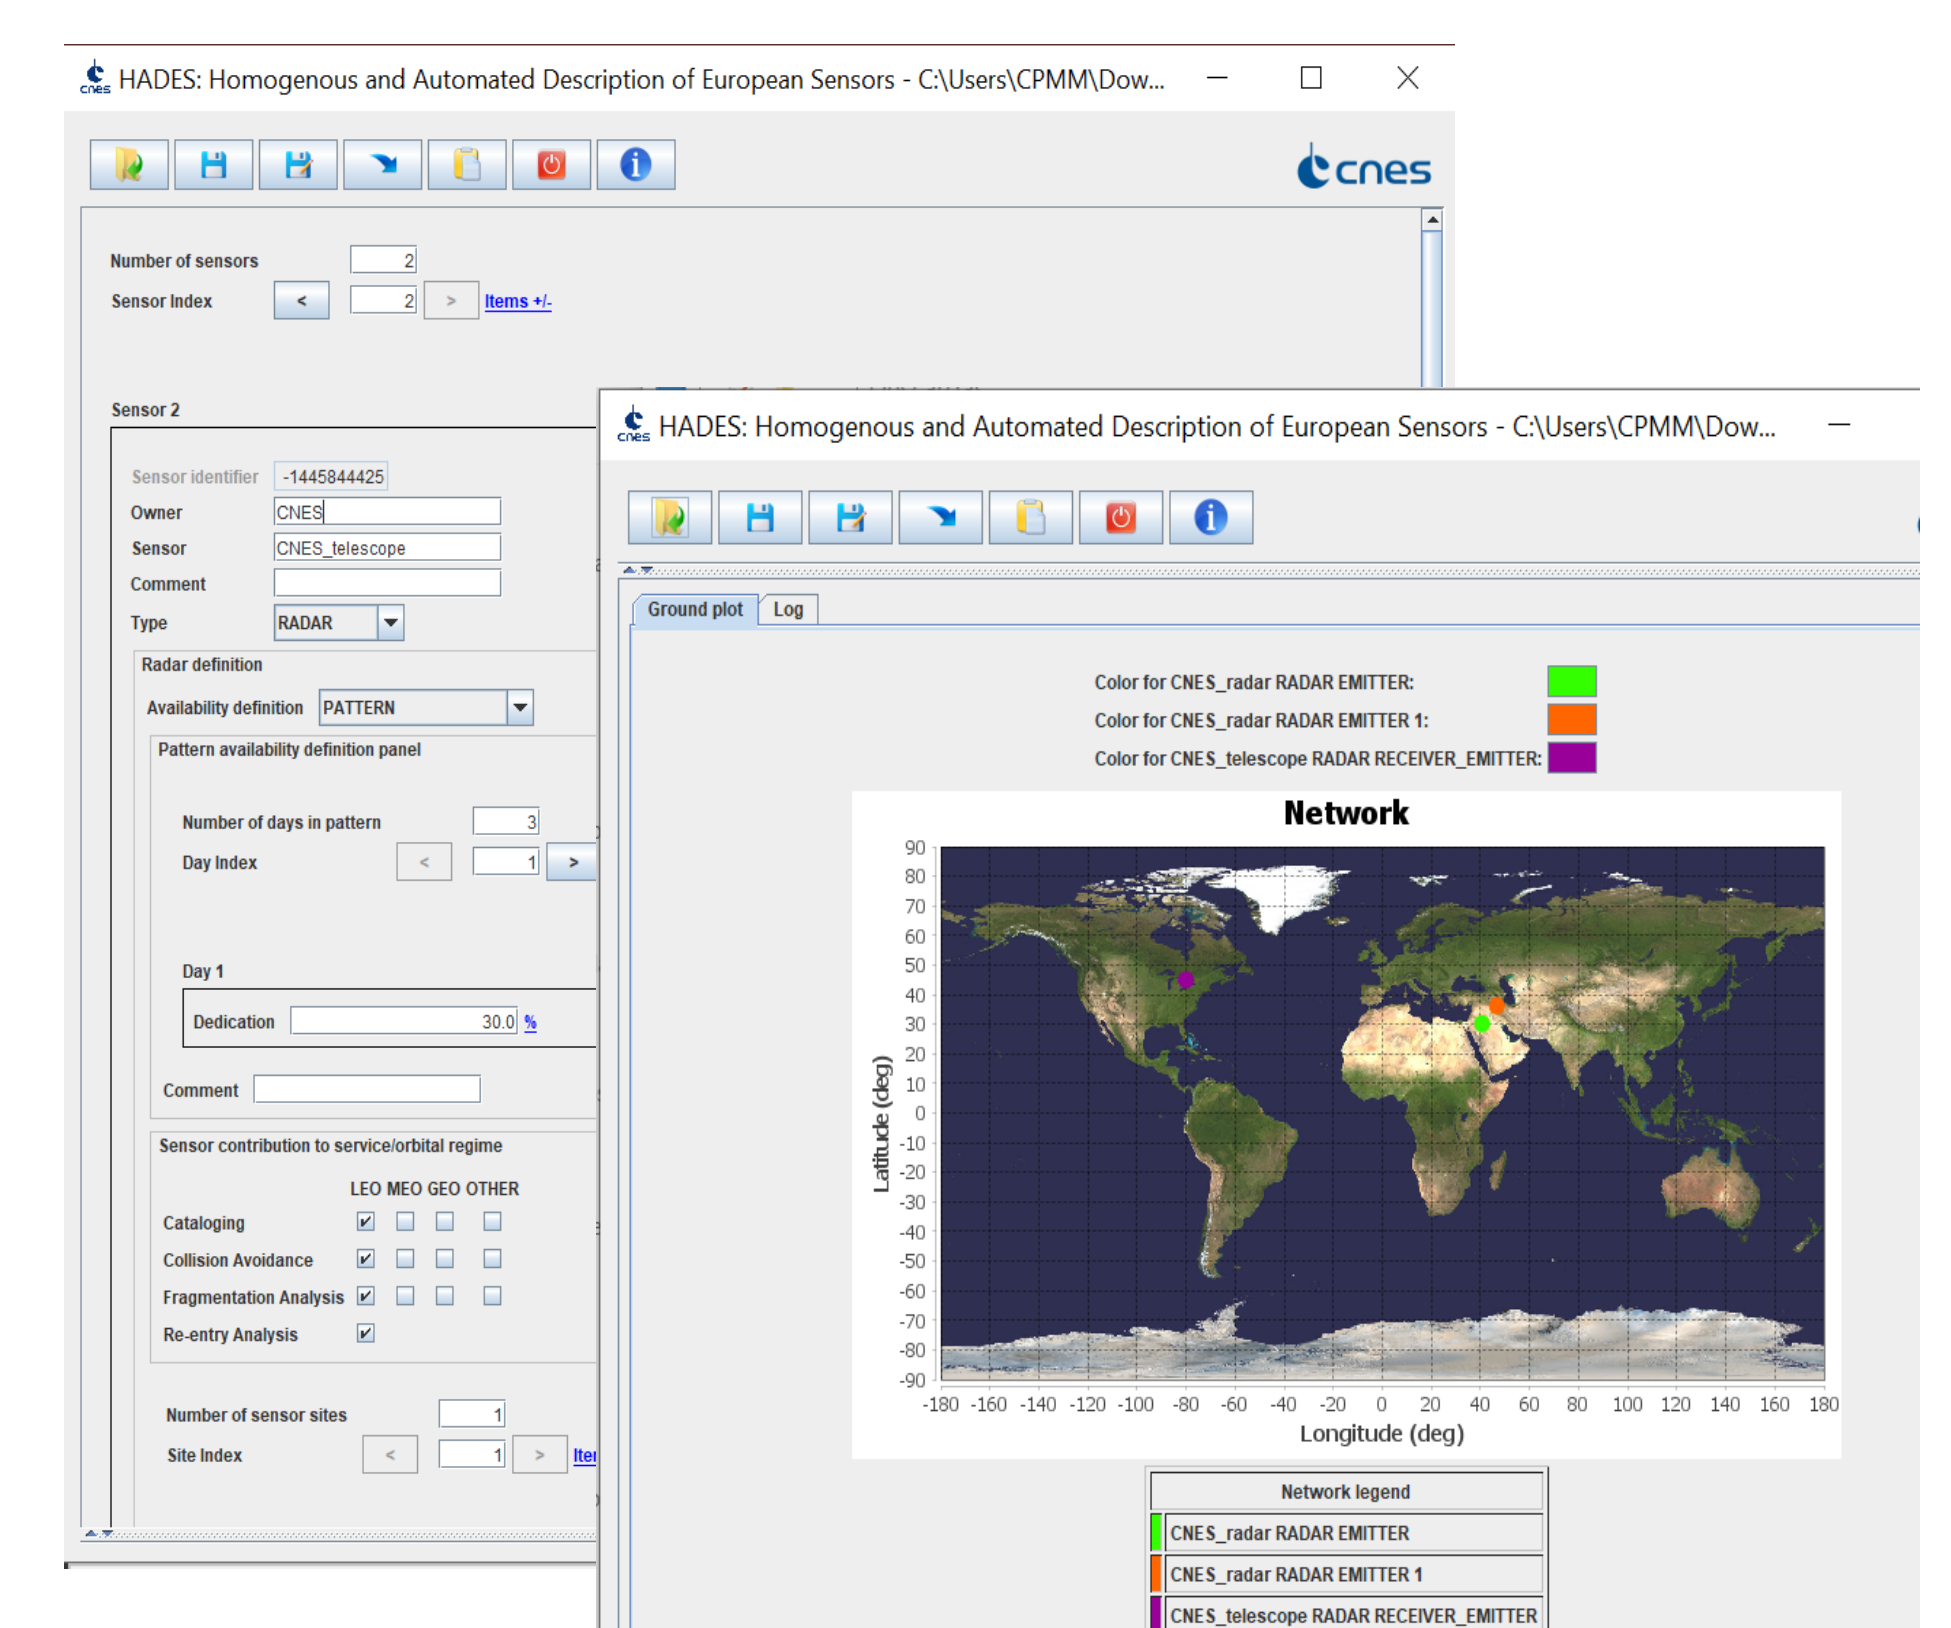 cnes HADES: Homogenous and Automated Description of European Sensors - C:\Users\CPMM\Dow...
cnes
Number of sensors 2
Sensor Index < 2 > Items +/-
Sensor 2
Sensor identifier -1445844425
Owner CNES
Sensor CNES_telescope
Comment
Type RADAR
Radar definition
Availability definition PATTERN
Pattern availability definition panel
Number of days in pattern 3
Day Index < 1 >
Day 1
Dedication 30.0 %
Comment
Sensor contribution to service/orbital regime
LEO MEO GEO OTHER
Cataloging
Collision Avoidance
Fragmentation Analysis
Re-entry Analysis
Number of sensor sites 1
Site Index < 1 > Iter
cnes HADES: Homogenous and Automated Description of European Sensors - C:\Users\CPMM\Dow...
Ground plot Log
Color for CNES_radar RADAR EMITTER:
Color for CNES_radar RADAR EMITTER 1:
Color for CNES_telescope RADAR RECEIVER_EMITTER:
Network
90
80
70
60
50
40
30
20
10
0
-10
-20
-30
-40
-50
-60
-70
-80
-90
Latitude (deg)
-180 -160 -140 -120 -100 -80 -60 -40 -20 0 20 40 60 80 100 120 140 160 180
Longitude (deg)
Network legend
CNES_radar RADAR EMITTER
CNES_radar RADAR EMITTER 1
CNES_telescope RADAR RECEIVER_EMITTER